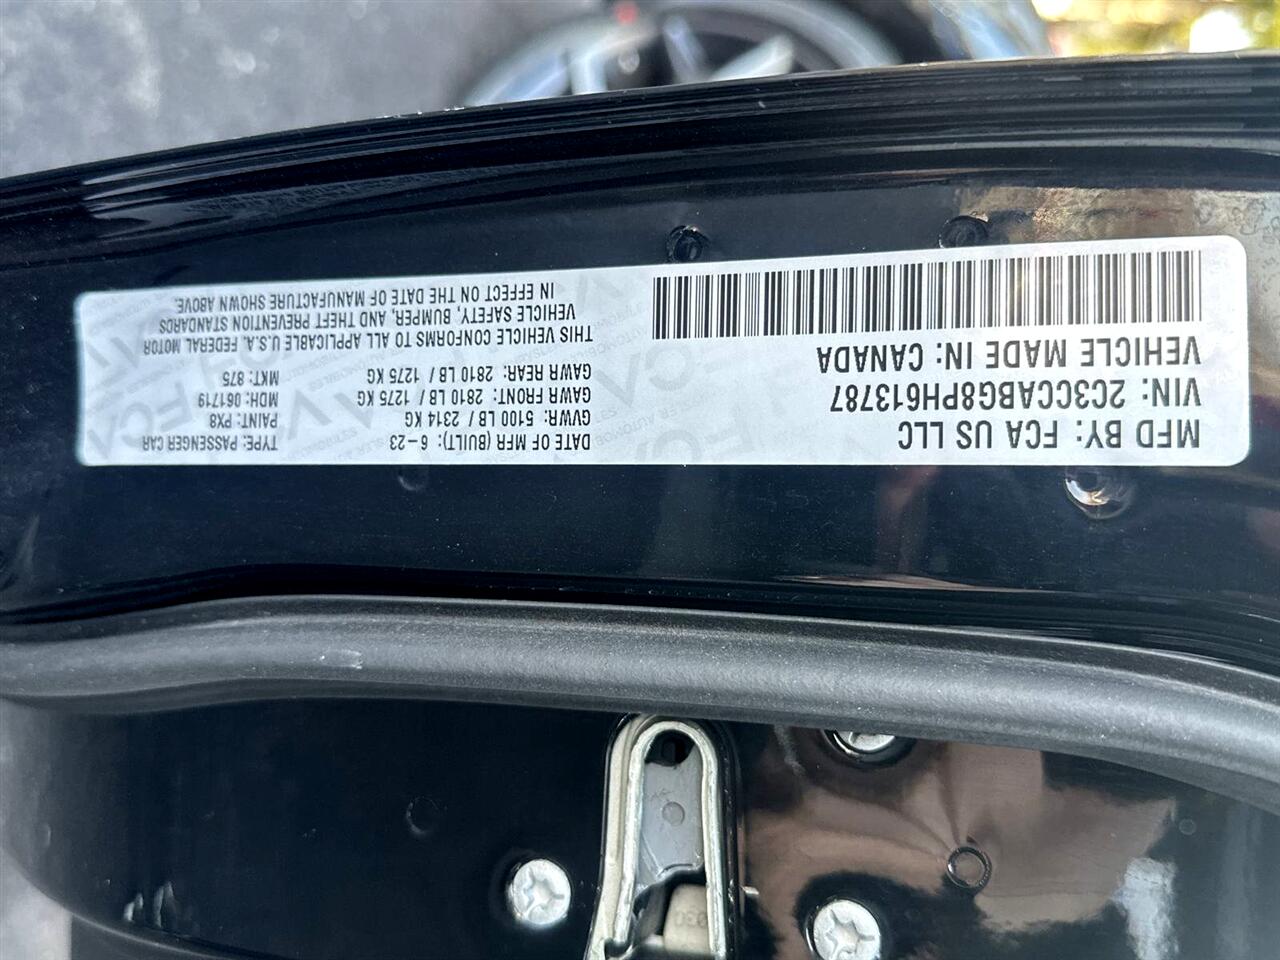 MFD BY: FCA US LLC
VIN: 2C3CCABG8PH613787
VEHICLE MADE IN: CANADA
DATE OF MFR (BUILT): 6-23
GVWR: 5100 LB / 2314 KG
GAWR FRONT: 2810 LB / 1275 KG
GAWR REAR: 2810 LB / 1275 KG
TYPE: PASSENGER CAR
PAINT: PX8
MDH: 061719
MKT: 875
THIS VEHICLE CONFORMS TO ALL APPLICABLE U.S.A. FEDERAL MOTOR
VEHICLE SAFETY, BUMPER, AND THEFT PREVENTION STANDARDS
IN EFFECT ON THE DATE OF MANUFACTURE SHOWN ABOVE.